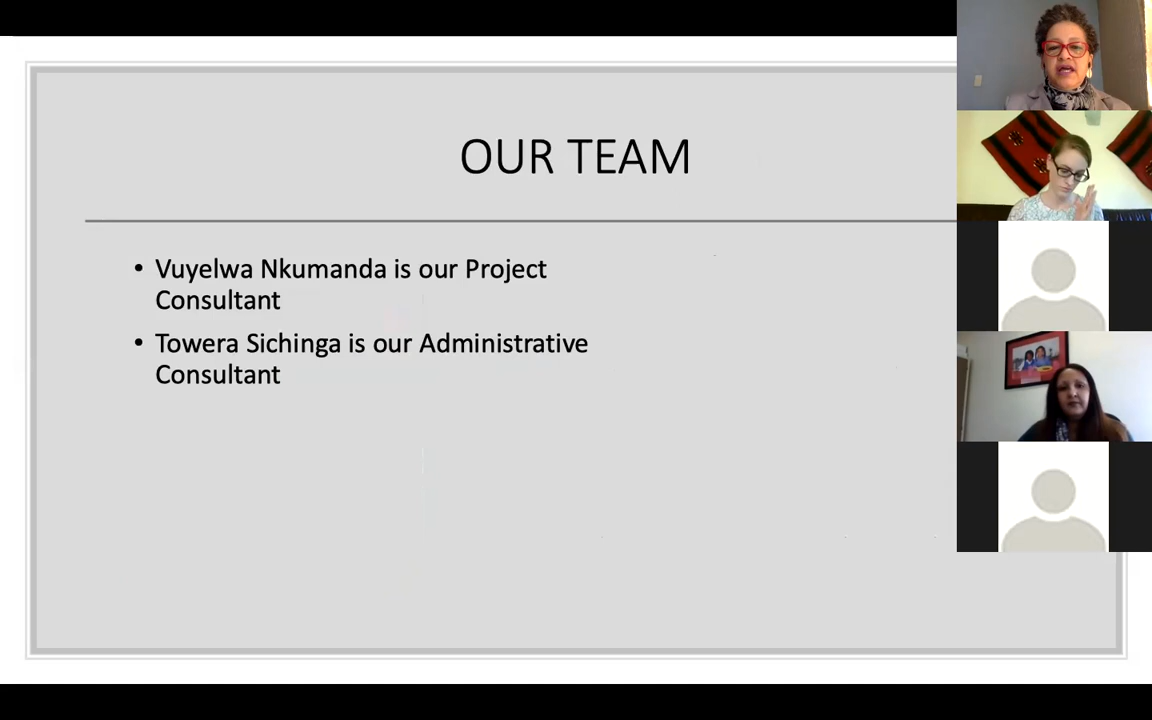 OUR TEAM
• Vuyelwa Nkumanda is our Project
Consultant
• Towera Sichinga is our Administrative
Consultant